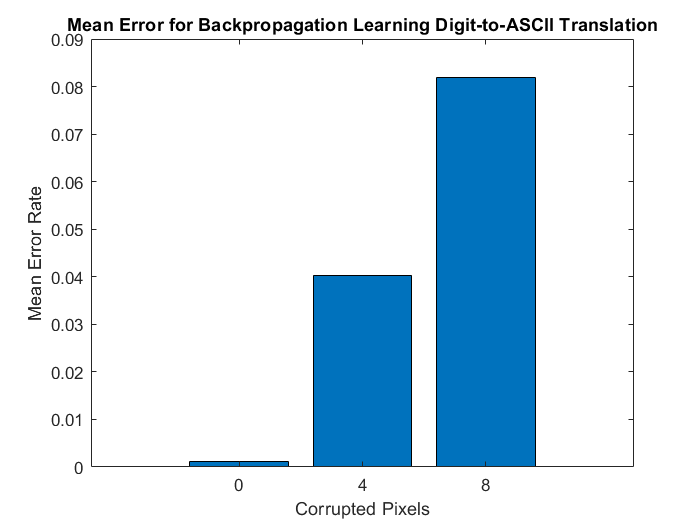 Mean Error for Backpropagation Learning Digit-to-ASCII Translation
0.09
0.08
0.07
0.06
0.05
0.04
0.03
0.02
0.01
0
Mean Error Rate
0 4 8
Corrupted Pixels